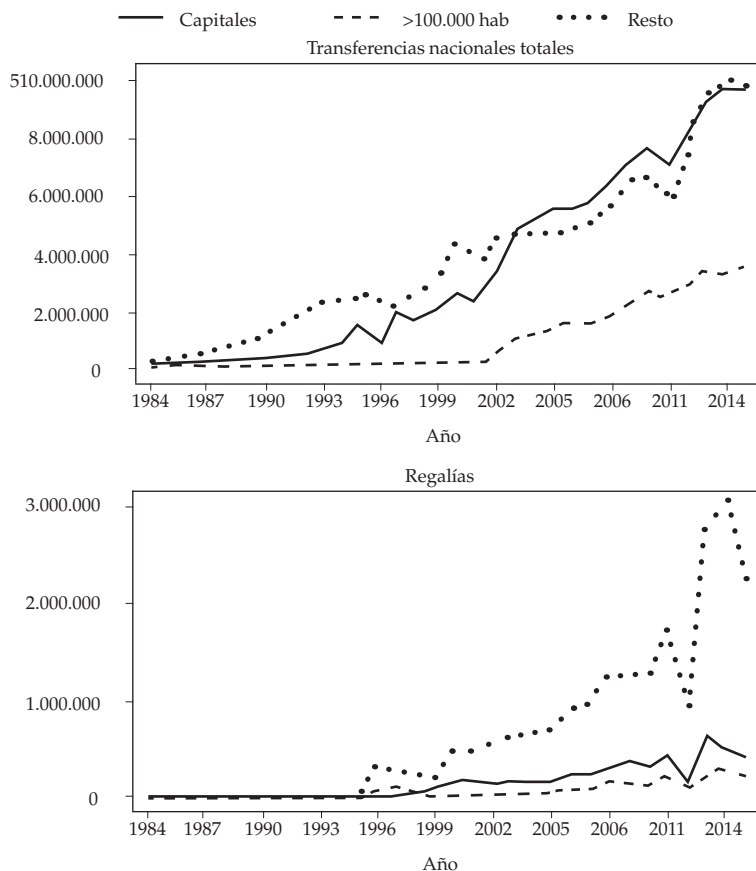 Capitales >100.000 hab Resto
Transferencias nacionales totales
510.000.000
8.000.000
6.000.000
4.000.000
2.000.000
0
1984 1987 1990 1993 1996 1999 2002 2005 2006 2011 2014
Año
Regalías
3.000.000
2.000.000
1.000.000
0
1984 1987 1990 1993 1996 1999 2002 2005 2006 2011 2014
Año